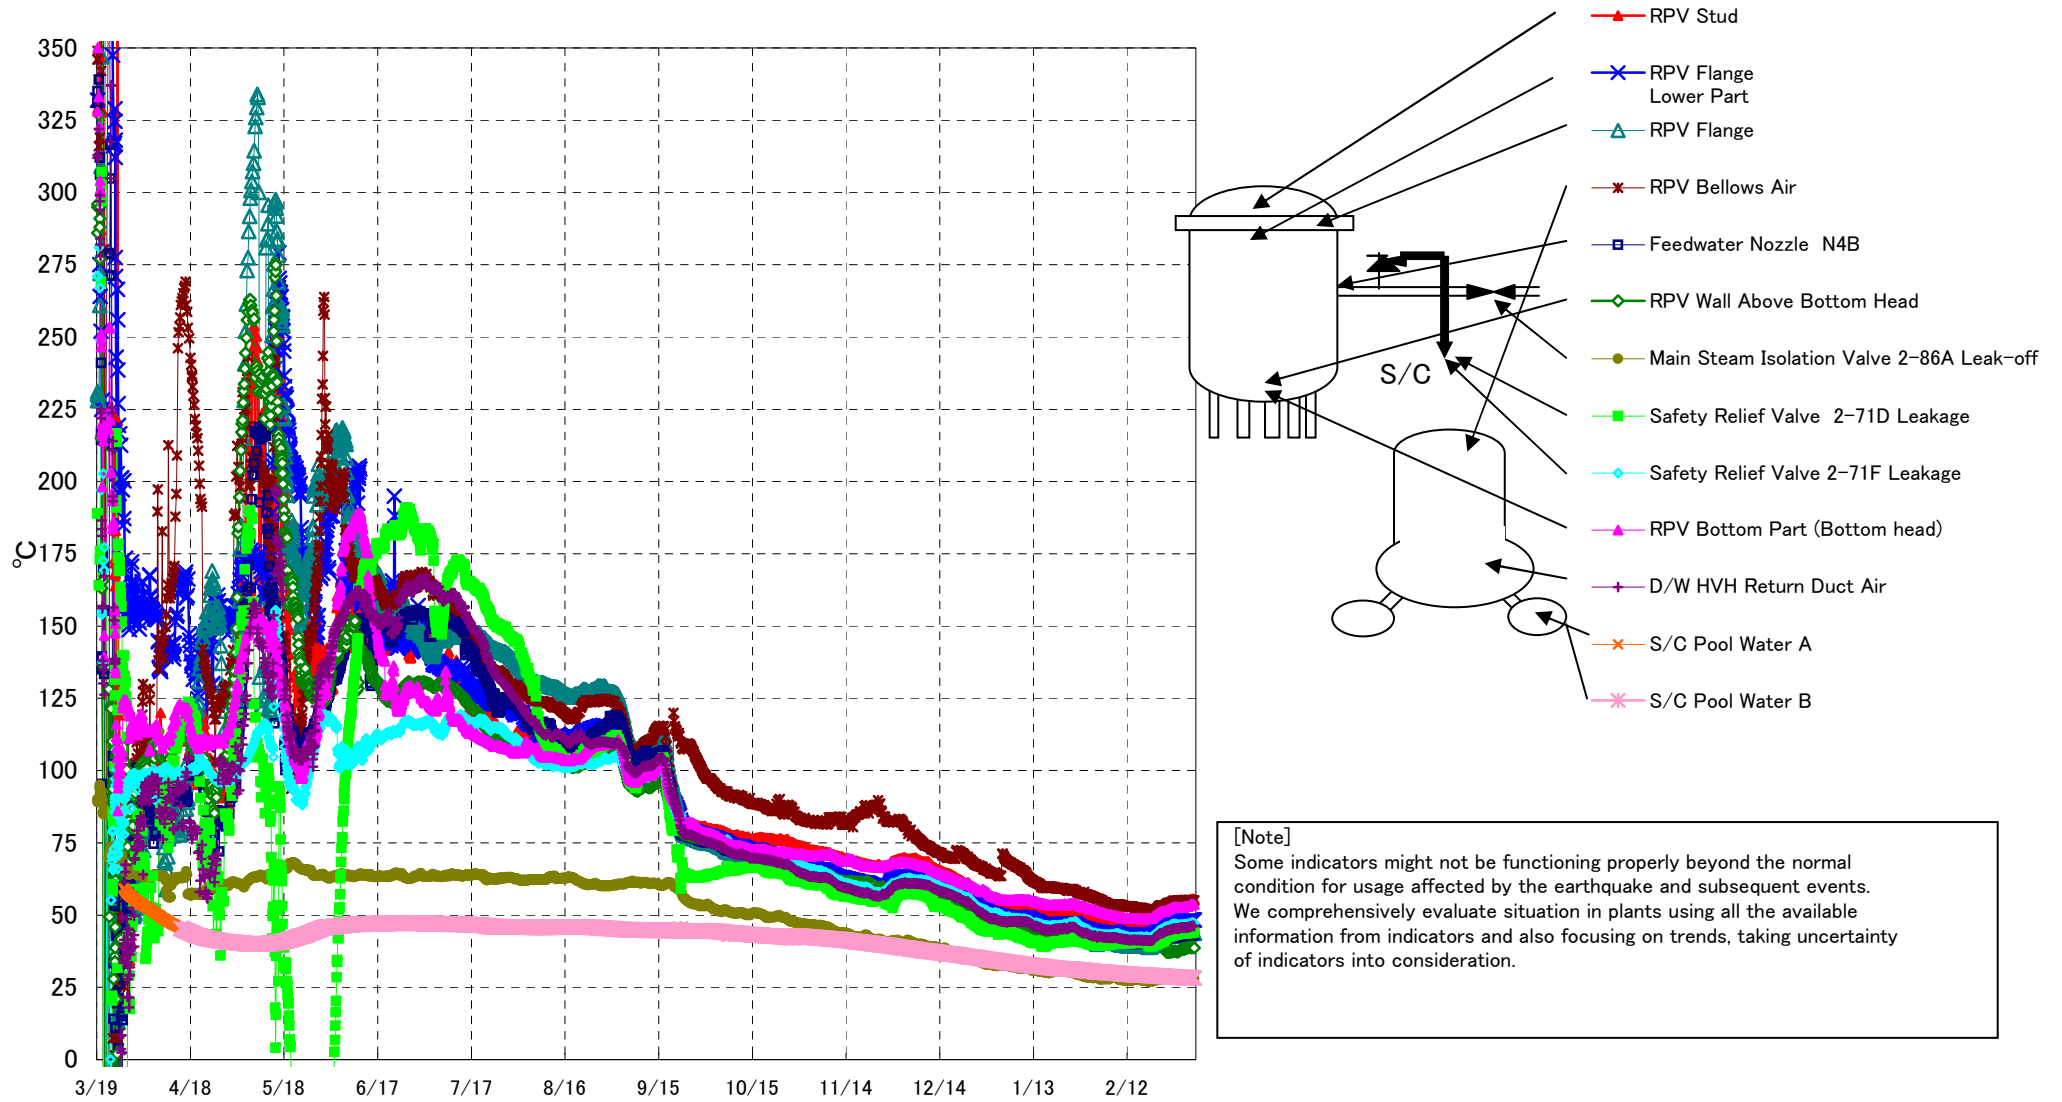 350
325
300
275
250
225
200
175
150
125
100
75
50
25
0
℃
3/19 4/18 5/18 6/17 7/17 8/16 9/15 10/15 11/14 12/14 1/13 2/12
RPV Stud
RPV Flange
Lower Part
RPV Flange
RPV Bellows Air
Feedwater Nozzle N4B
RPV Wall Above Bottom Head
Main Steam Isolation Valve 2-86A Leak-off
Safety Relief Valve 2-71D Leakage
Safety Relief Valve 2-71F Leakage
RPV Bottom Part (Bottom head)
D/W HVH Return Duct Air
S/C Pool Water A
S/C Pool Water B
S/C
[Note]
Some indicators might not be functioning properly beyond the normal
condition for usage affected by the earthquake and subsequent events.
We comprehensively evaluate situation in plants using all the available
information from indicators and also focusing on trends, taking uncertainty
of indicators into consideration.